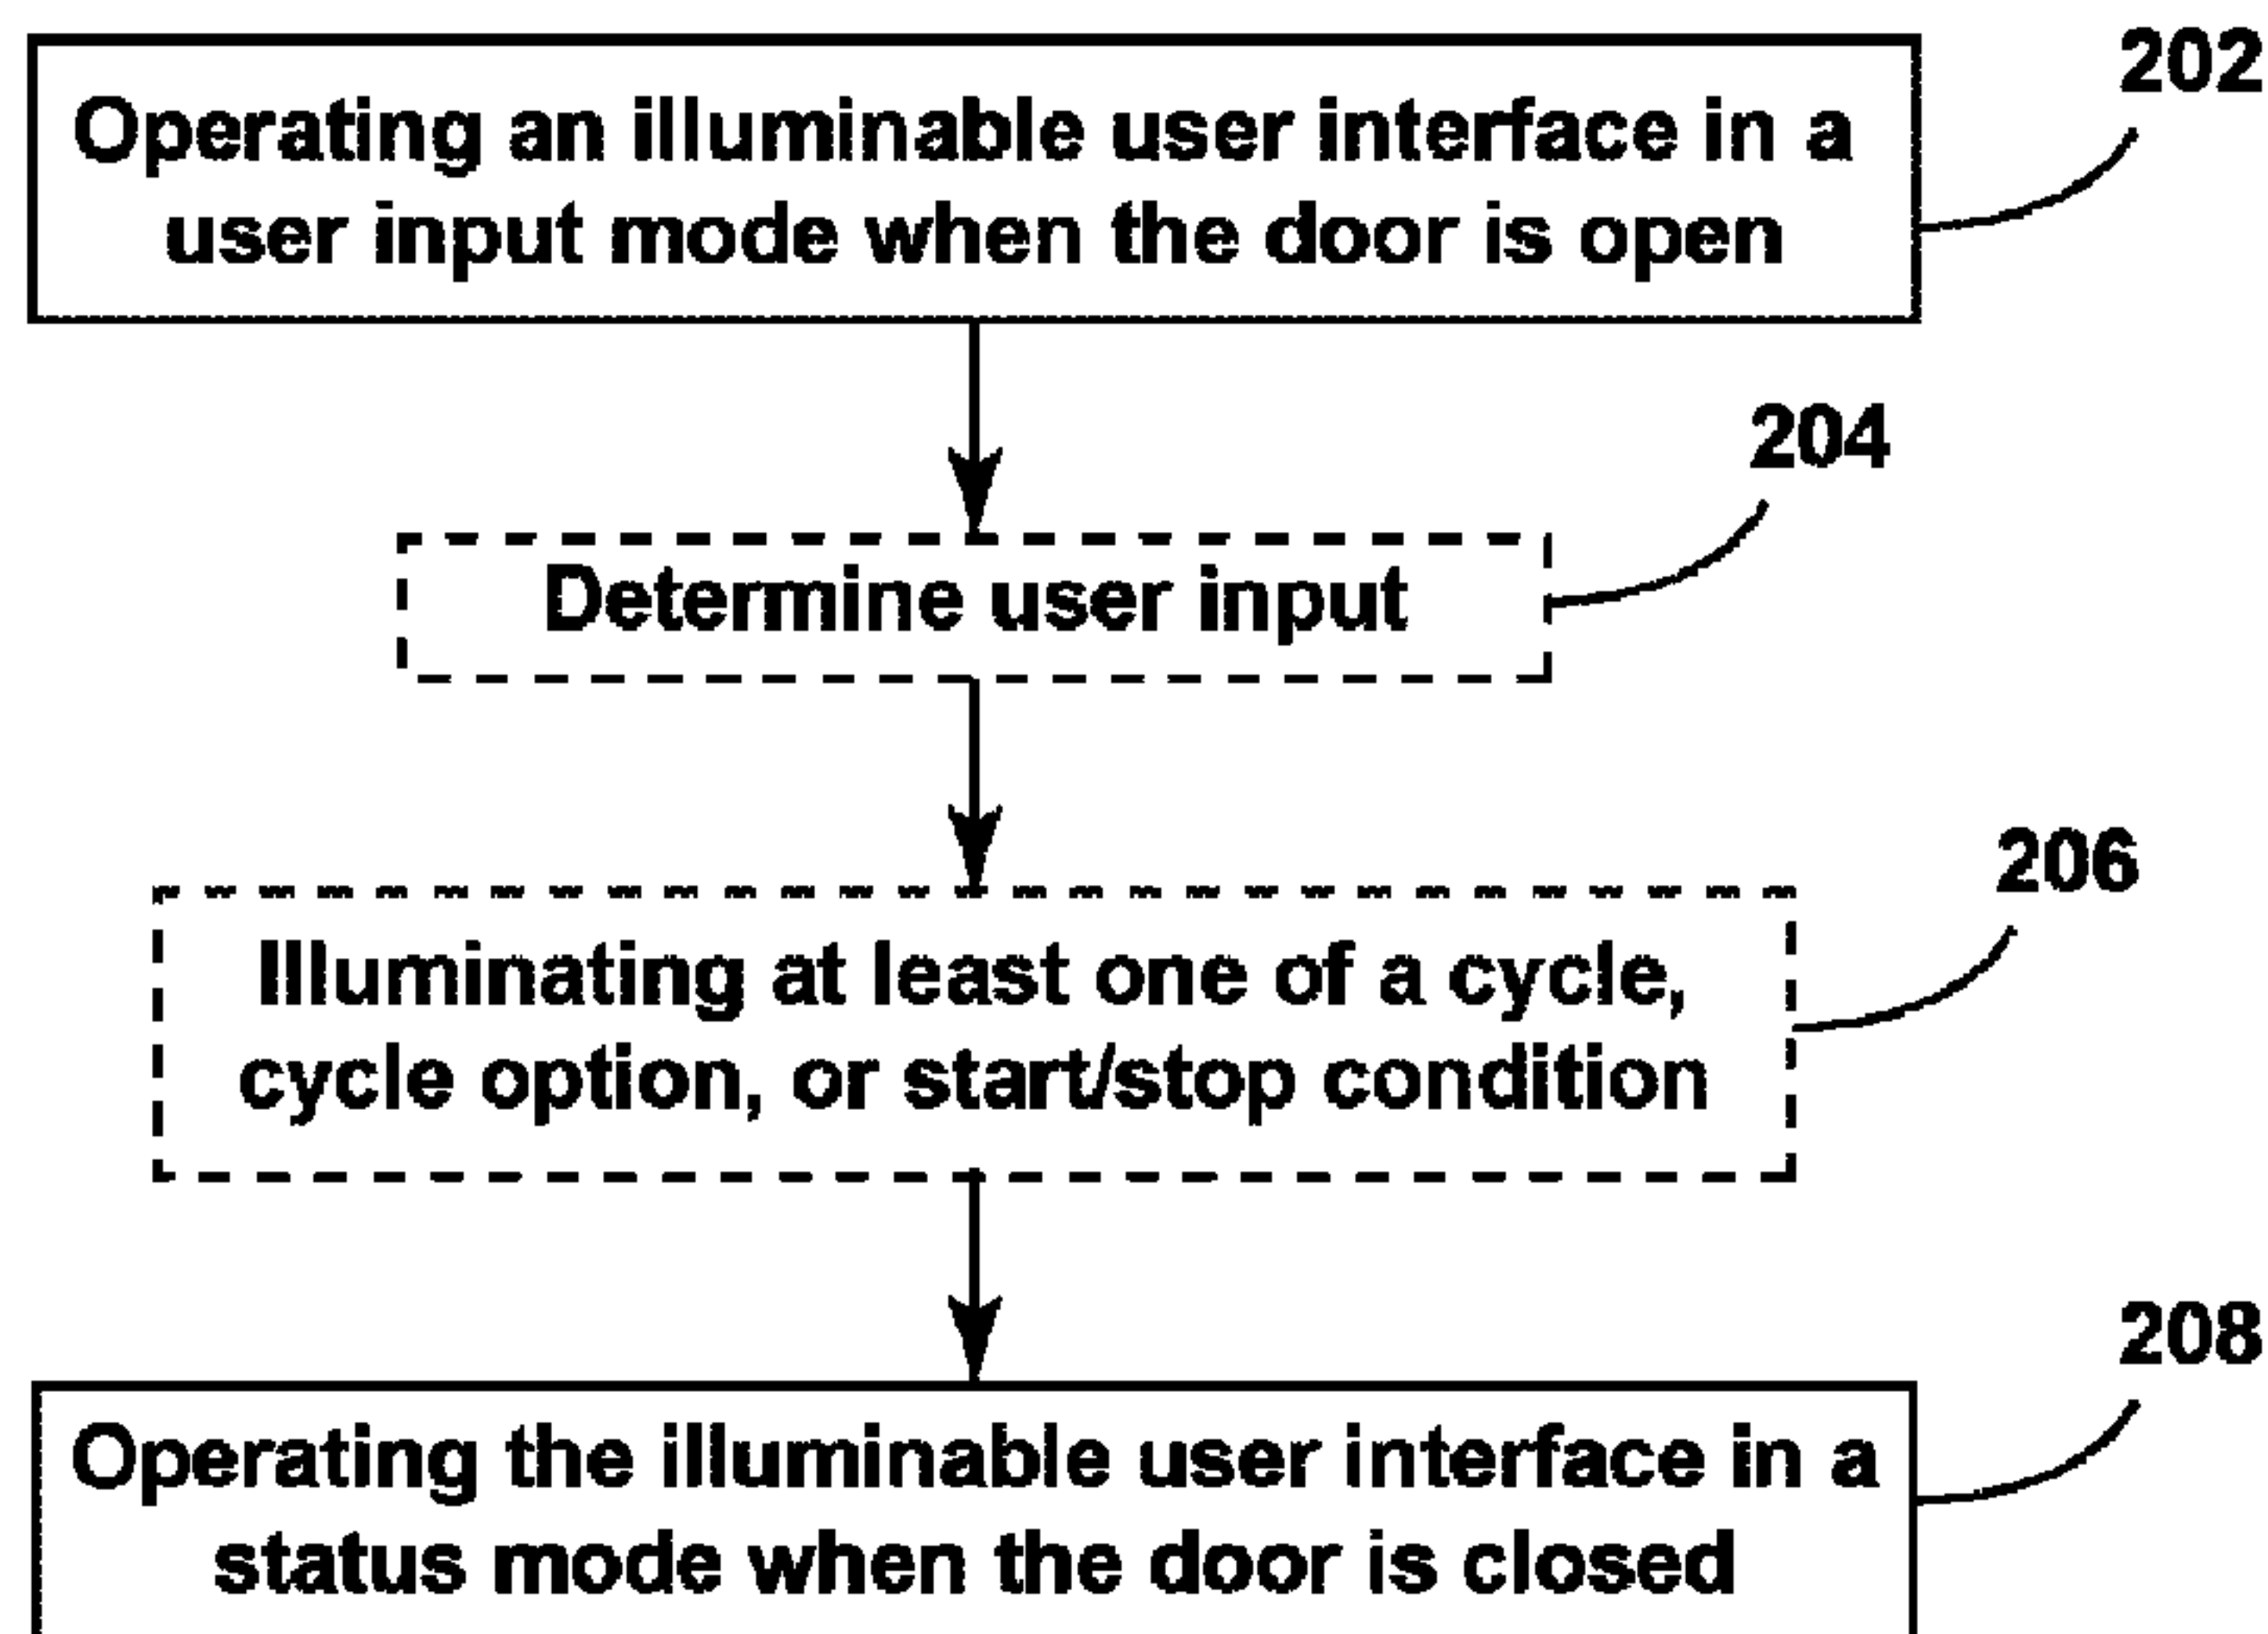 202
Operating an illuminable user interface in a
user input mode when the door is open
204
Determine user input
206
Illuminating at least one of a cycle,
cycle option, or start/stop condition
208
Operating the illuminable user interface in a
status mode when the door is closed